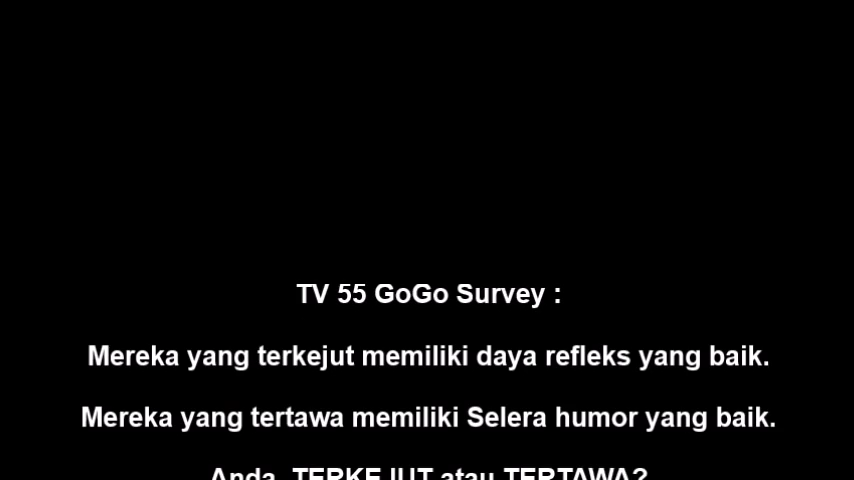 TV 55 GoGo Survey :
Mereka yang terkejut memiliki daya refleks yang baik.
Mereka yang tertawa memiliki Selera humor yang baik.
Anda, TERKEJUT atau TERTAWA?